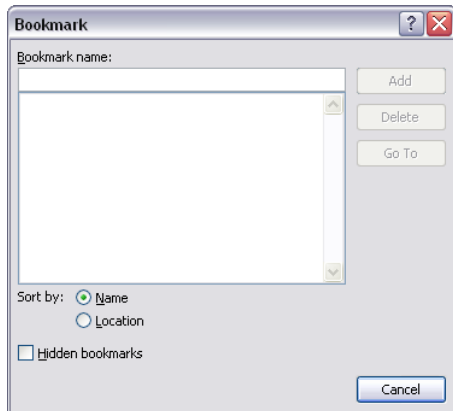 Bookmark
Bookmark name:
Add
Delete
Go To
Sort by: Name
Location
Hidden bookmarks
Cancel